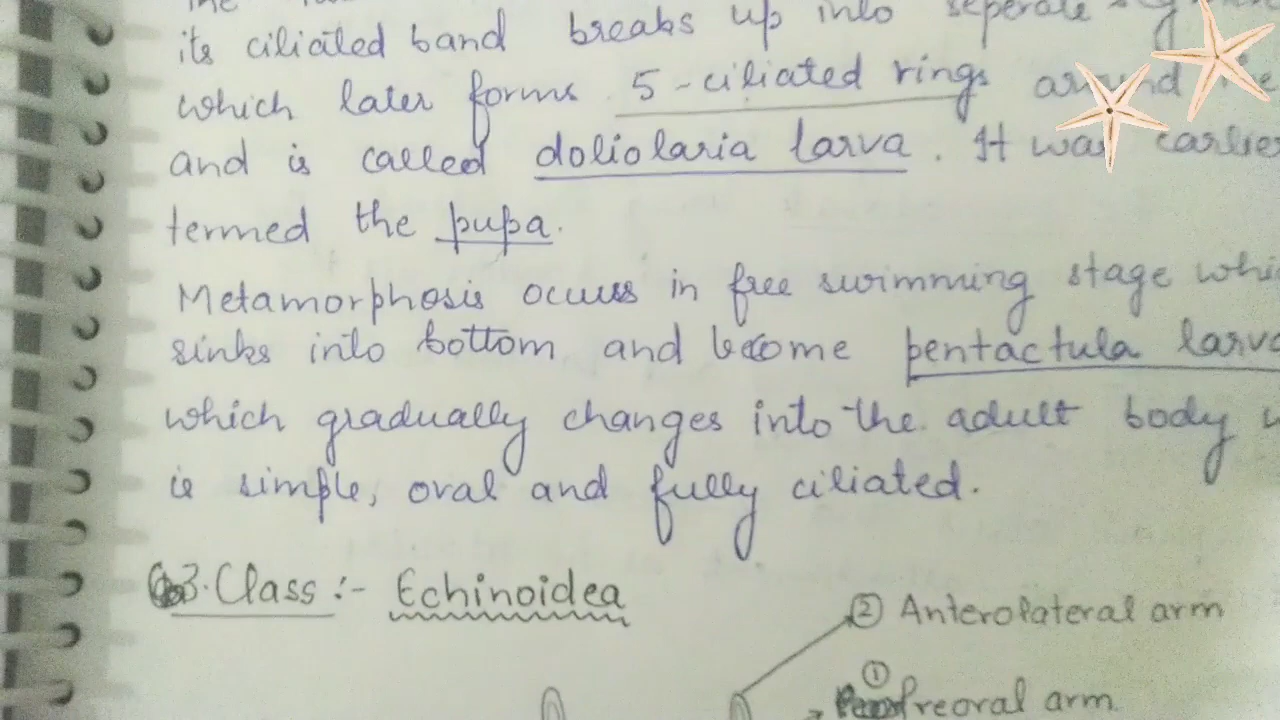 its ciliated band breaks up into seperate
which later forms 5-ciliated rings around the
and is called doliolaria larva. It was earlier
termed the pupa.
Metamorphosis occurs in free swimming stage whi
sinks into bottom and become pentactula larva
which gradually changes into the adult body w
is simple, oral and fully ciliated.
3. Class :- Echinoidea
② Anterolateral arm
①
Preoral arm